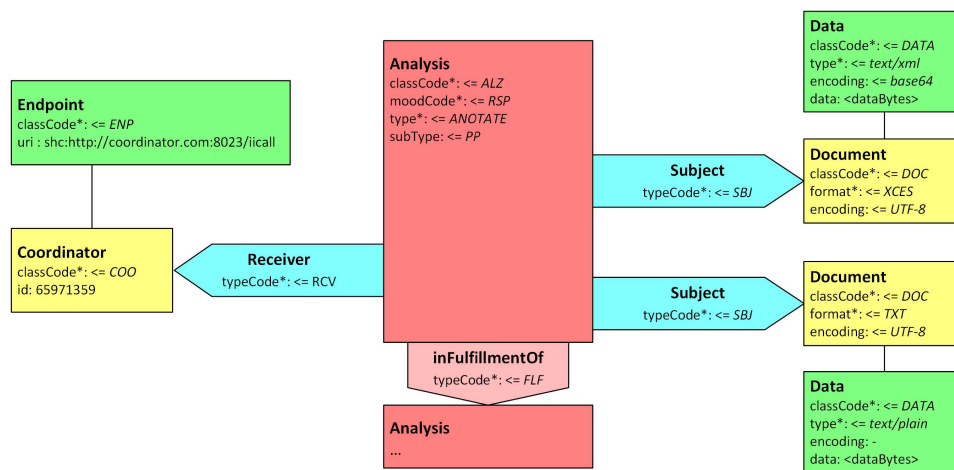 Endpoint
classCode*: <= ENP
uri : shc:http://coordinator.com:8023/iicall
Coordinator
classCode*: <= COO
id: 65971359
Receiver
typeCode*: <= RCV
Analysis
classCode*: <= ALZ
moodCode*: <= RSP
type*: <= ANOTATE
subType: <= PP
inFulfillmentOf
typeCode*: <= FLF
Analysis
...
Subject
typeCode*: <= SBJ
Subject
typeCode*: <= SBJ
Data
classCode*: <= DATA
type*: <= text/xml
encoding: <= base64
data: <dataBytes>
Document
classCode*: <= DOC
format*: <= XCES
encoding: <= UTF-8
Document
classCode*: <= DOC
format*: <= TXT
encoding: <= UTF-8
Data
classCode*: <= DATA
type*: <= text/plain
encoding: -
data: <dataBytes>